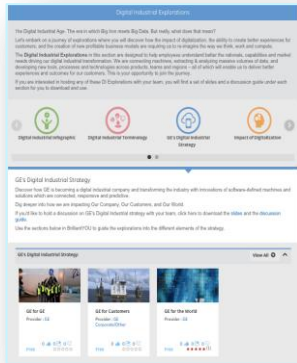 Digital Industrial Explorations
The Digital Industrial Age. The era in which Big Iron meets Big Data. But really, what does that mean?
Let's embark on a journey of explorations where you will discover how the impact of digitalization, the ability to create better experiences for
customers, and the creation of new profitable business models are requiring us to re-imagine the way we think, work and compete.
The Digital Industrial Explorations in this section are designed to help employees understand better the rationale, capabilities and market
needs driving our digital industrial transformation. We are connecting machines, extracting & analyzing massive volumes of data, and
developing new tools, processes and technologies across products, teams and regions – all of which will enable us to deliver better
experiences and outcomes for our customers. This is your opportunity to join the journey.
If you are interested in hosting any of these DI Explorations with your team, you will find a set of slides and a discussion guide under each
section for you to download and use.
Digital Industrial Infographic
Digital Industrial Terminology
GE's Digital Industrial
Strategy
Impact of Digitalization
GE's Digital Industrial Strategy
Discover how GE is becoming a digital industrial company and transforming the industry with innovations of software-defined machines and
solutions which are connected, responsive and predictive.
Dig deeper into how we are impacting Our Company, Our Customers, and Our World.
If you'd like to hold a discussion on GE's Digital Industrial strategy with your team, click here to download the slides and the discussion
guide.
Use the sections below in BrilliantYOU to guide the explorations into the different elements of the strategy.
GE's Digital Industrial Strategy
View All
GE for GE
Provider : GE
GE for Customers
Provider : GE
Corporate/Other
GE for the World
Provider : GE